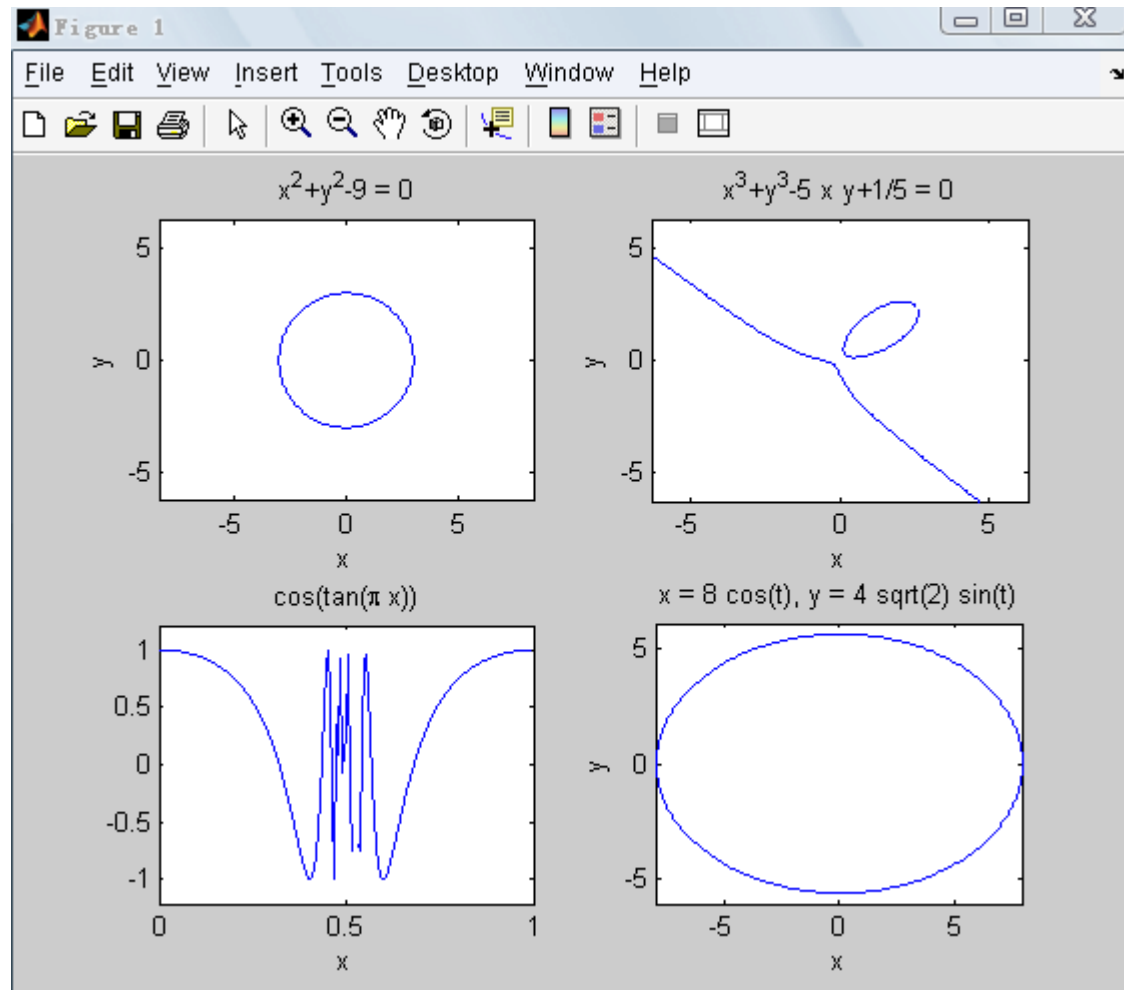 Figure 1
File Edit View Insert Tools Desktop Window Help
x²+y²-9 = 0
5
0
-5
y
-5 0 5
x
x³+y³-5 x y+1/5 = 0
5
0
-5
y
-5 0 5
x
cos(tan(π x))
1
0.5
0
-0.5
-1
0 0.5 1
x
x = 8 cos(t), y = 4 sqrt(2) sin(t)
5
0
-5
y
-5 0 5
x